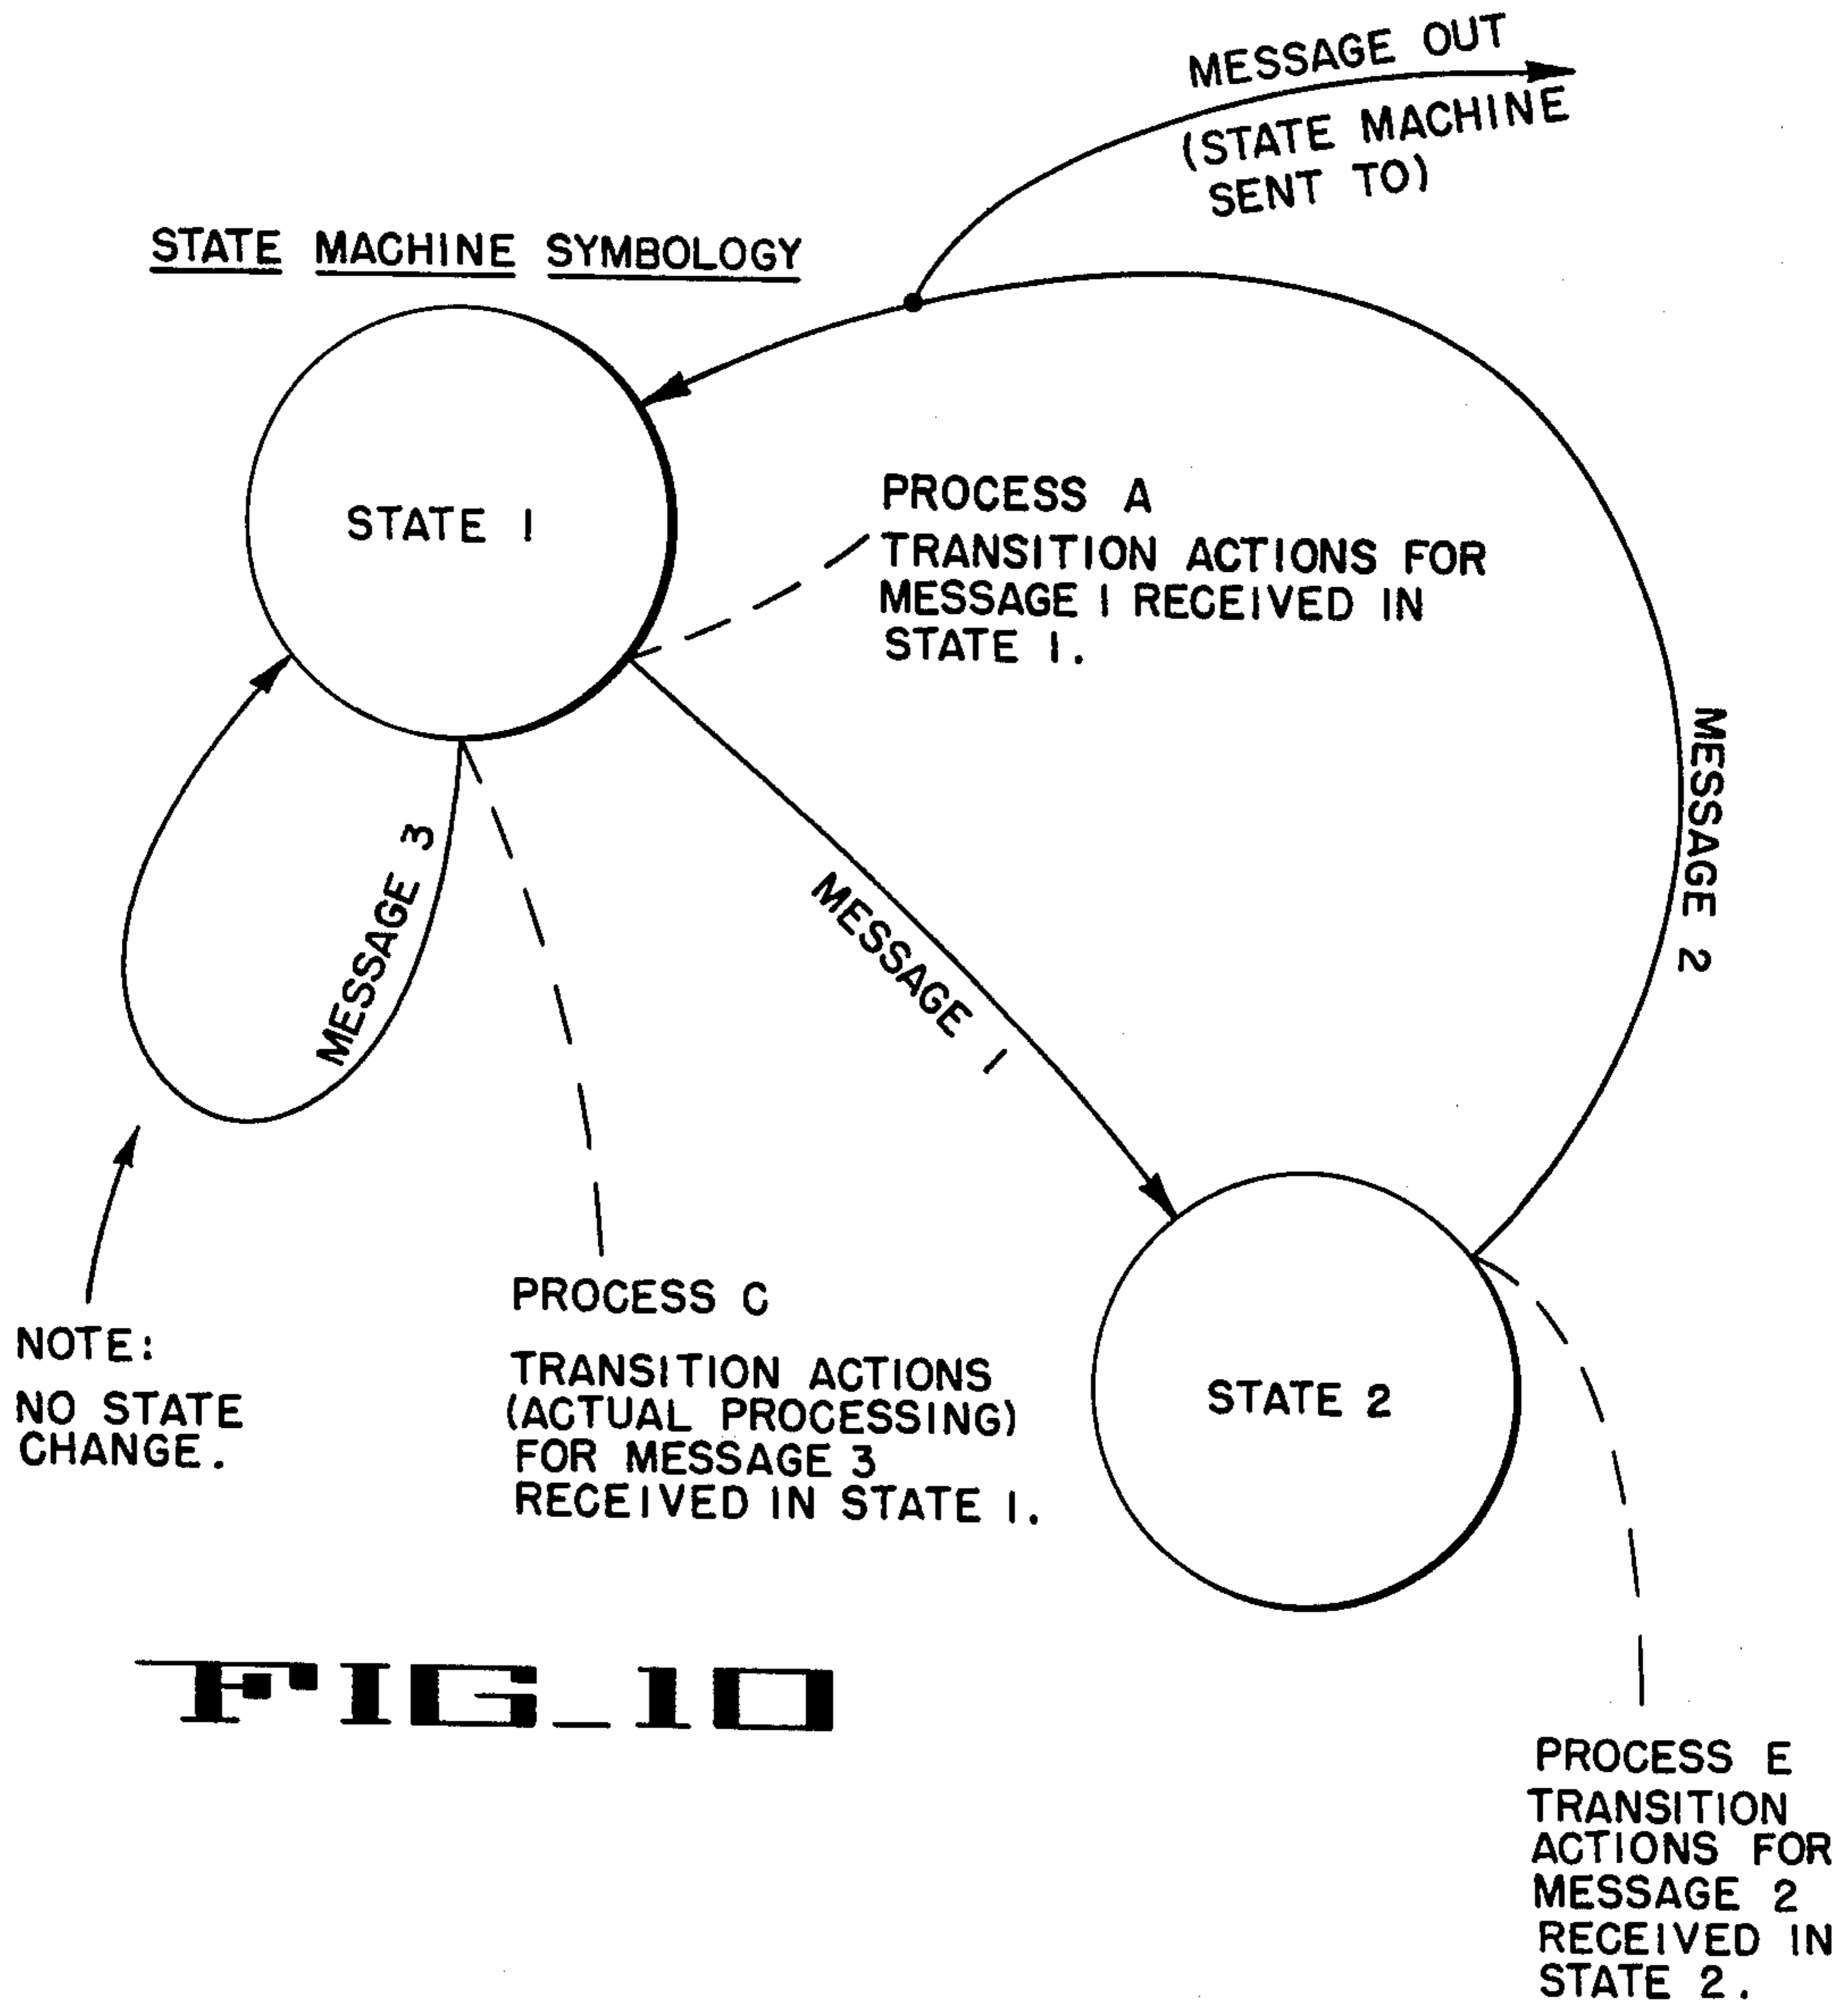 MESSAGE OUT
(STATE MACHINE
SENT TO)
STATE MACHINE SYMBOLOGY
STATE 1
PROCESS A
TRANSITION ACTIONS FOR
MESSAGE 1 RECEIVED IN
STATE 1.
MESSAGE 2
MESSAGE 3
MESSAGE 1
NOTE:
NO STATE
CHANGE.
PROCESS C
TRANSITION ACTIONS
(ACTUAL PROCESSING)
FOR MESSAGE 3
RECEIVED IN STATE 1.
STATE 2
FIG_10
PROCESS E
TRANSITION
ACTIONS FOR
MESSAGE 2
RECEIVED IN
STATE 2.